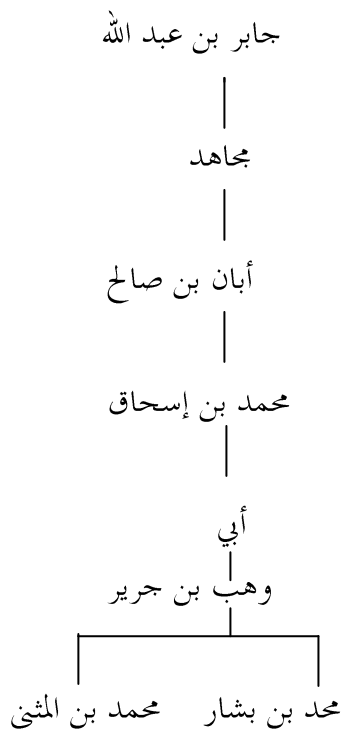 جابر بن عبد الله
مجاهد
أبان بن صالح
محمد بن إسحاق
أبي
وهب بن جرير
محد بن بشار
محمد بن المثنى